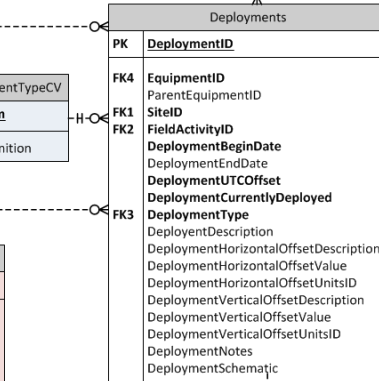 Deployments
PK DeploymentID
FK4 EquipmentID
ParentEquipmentID
FK1 SiteID
FK2 FieldActivityID
DeploymentBeginDate
DeploymentEndDate
DeploymentUTCOffset
DeploymentCurrentlyDeployed
FK3 DeploymentType
DeployentDescription
DeploymentHorizontalOffsetDescription
DeploymentHorizontalOffsetValue
DeploymentHorizontalOffsetUnitsID
DeploymentVerticalOffsetDescription
DeploymentVerticalOffsetValue
DeploymentVerticalOffsetUnitsID
DeploymentNotes
DeploymentSchematic
entTypeCV
m
nition